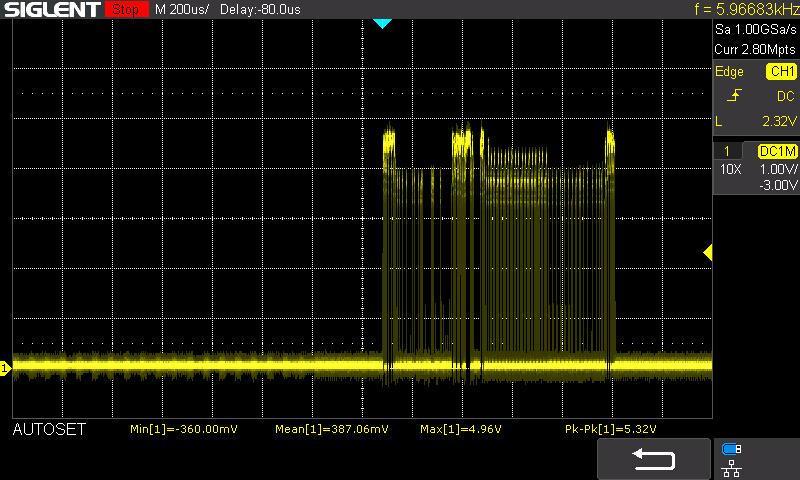 SIGLENT Stop M 200us/ Delay:-80.0us f = 5.96683kHz
Sa 1.00GSa/s
Curr 2.80Mpts
Edge CH1
DC
L 2.32V
1 DC1M
10X 1.00V/
-3.00V
1
AUTOSET Min[1]=-360.00mV Mean[1]=387.06mV Max[1]=4.96V Pk-Pk[1]=5.32V